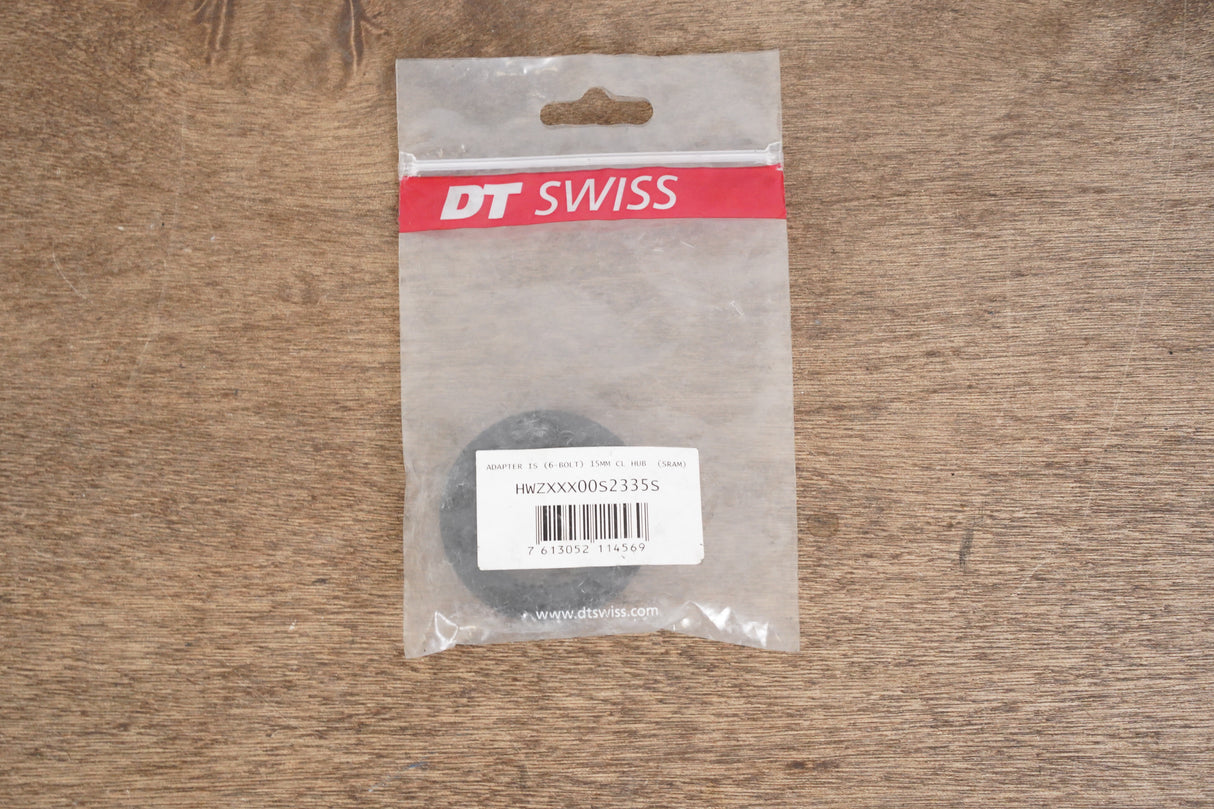 DT SWISS
ADAPTER IS (6-BOLT) 15MM CL HUB (SRAM)
HWZXXX00S2335S
7 613052 114569
www.dtswiss.com